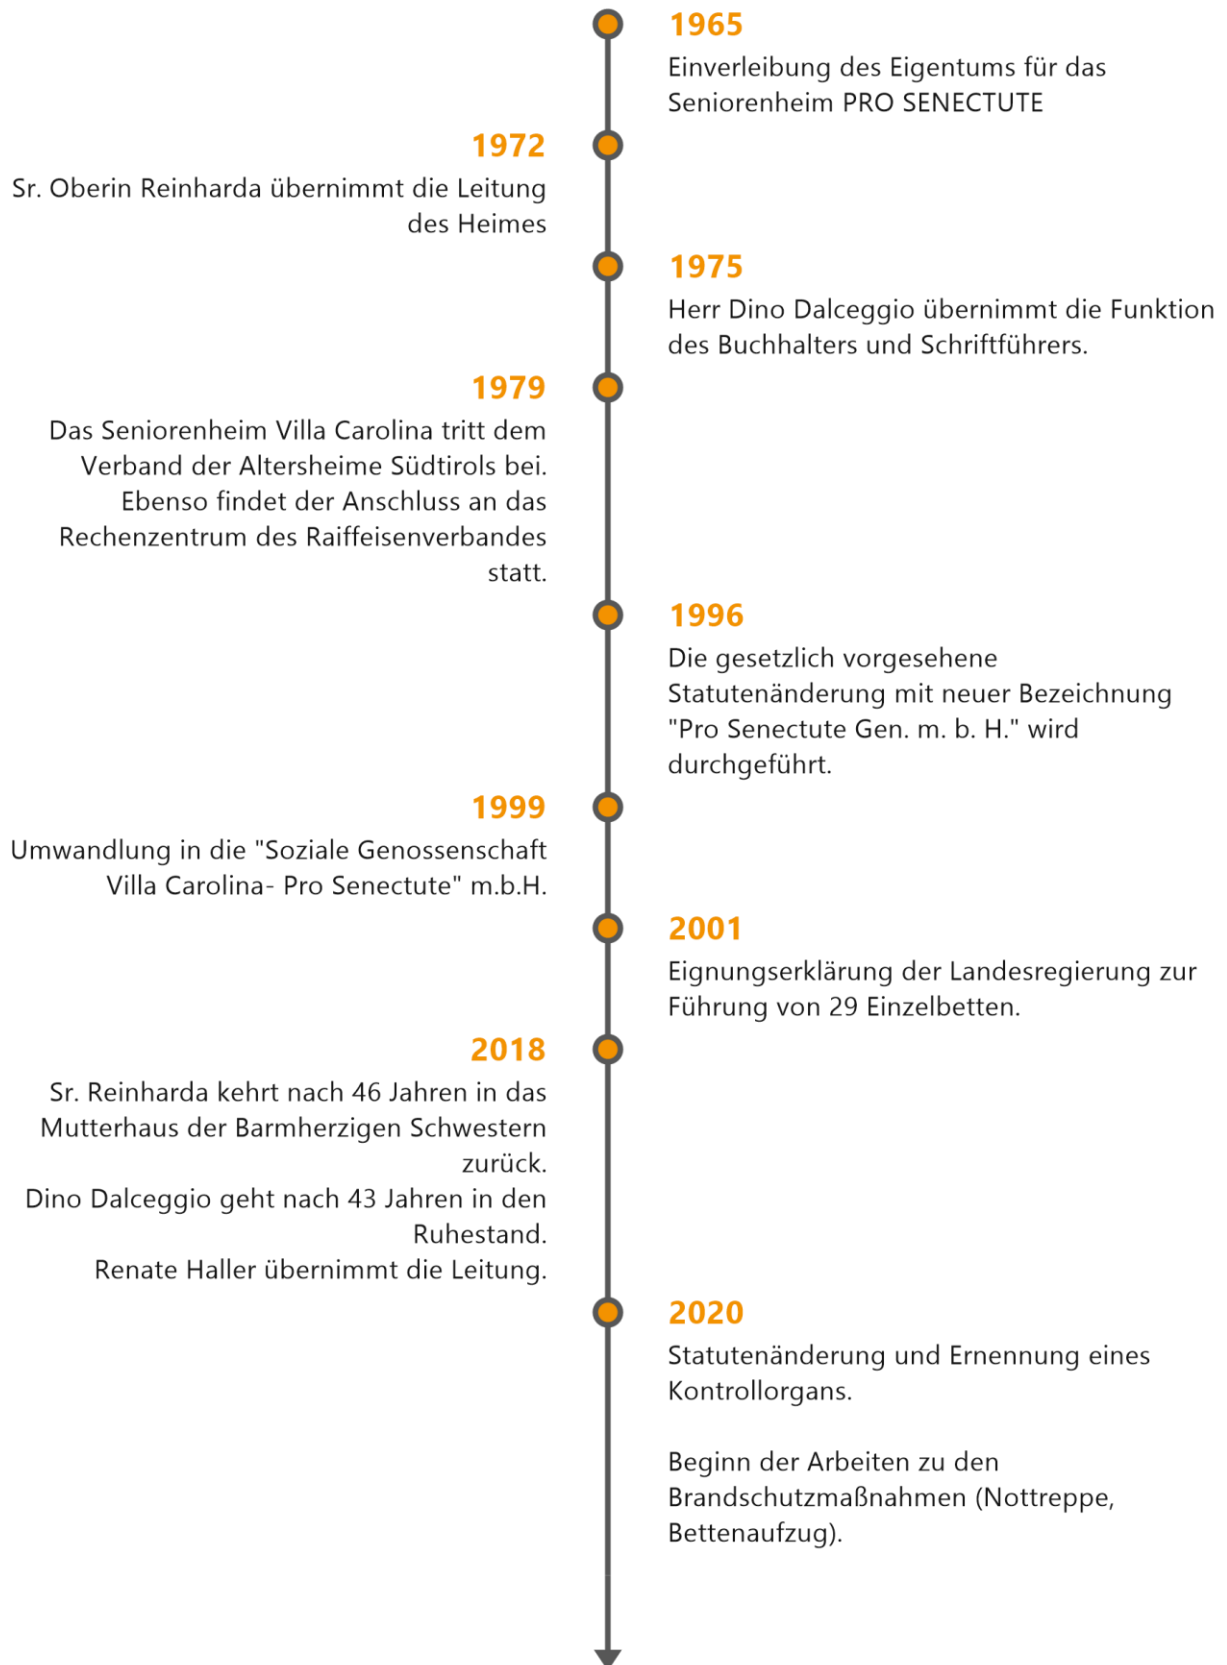 1965
Einverleibung des Eigentums für das
Seniorenheim PRO SENECTUTE
1972
Sr. Oberin Reinharda übernimmt die Leitung
des Heimes
1975
Herr Dino Dalceggio übernimmt die Funktion
des Buchhalters und Schriftführers.
1979
Das Seniorenheim Villa Carolina tritt dem
Verband der Altersheime Südtirols bei.
Ebenso findet der Anschluss an das
Rechenzentrum des Raiffeisenverbandes
statt.
1996
Die gesetzlich vorgesehene
Statutenänderung mit neuer Bezeichnung
"Pro Senectute Gen. m. b. H." wird
durchgeführt.
1999
Umwandlung in die "Soziale Genossenschaft
Villa Carolina- Pro Senectute" m.b.H.
2001
Eignungserklärung der Landesregierung zur
Führung von 29 Einzelbetten.
2018
Sr. Reinharda kehrt nach 46 Jahren in das
Mutterhaus der Barmherzigen Schwestern
zurück.
Dino Dalceggio geht nach 43 Jahren in den
Ruhestand.
Renate Haller übernimmt die Leitung.
2020
Statutenänderung und Ernennung eines
Kontrollorgans.
Beginn der Arbeiten zu den
Brandschutzmaßnahmen (Nottreppe,
Bettenaufzug).